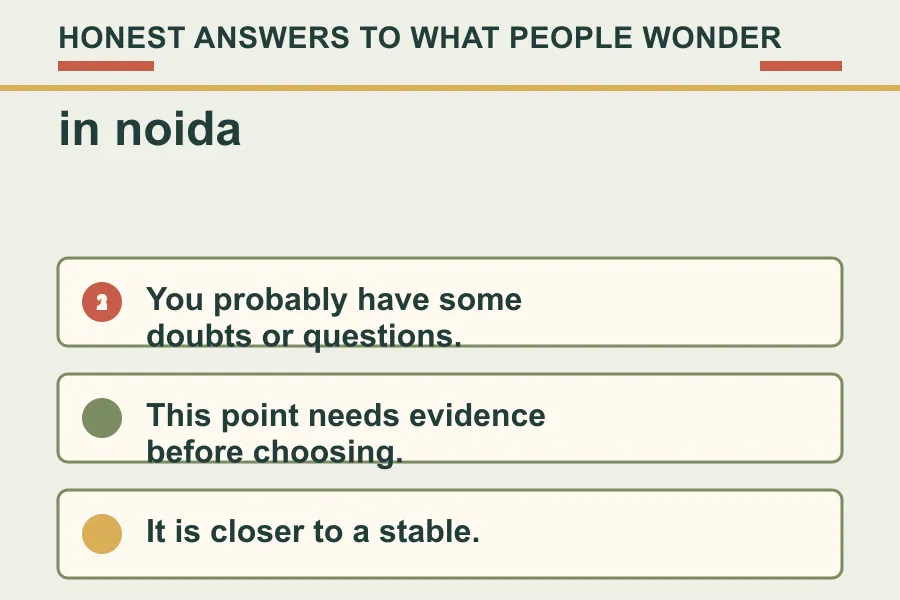 HONEST ANSWERS TO WHAT PEOPLE WONDER
in noida
You probably have some
doubts or questions.
This point needs evidence
before choosing.
It is closer to a stable.